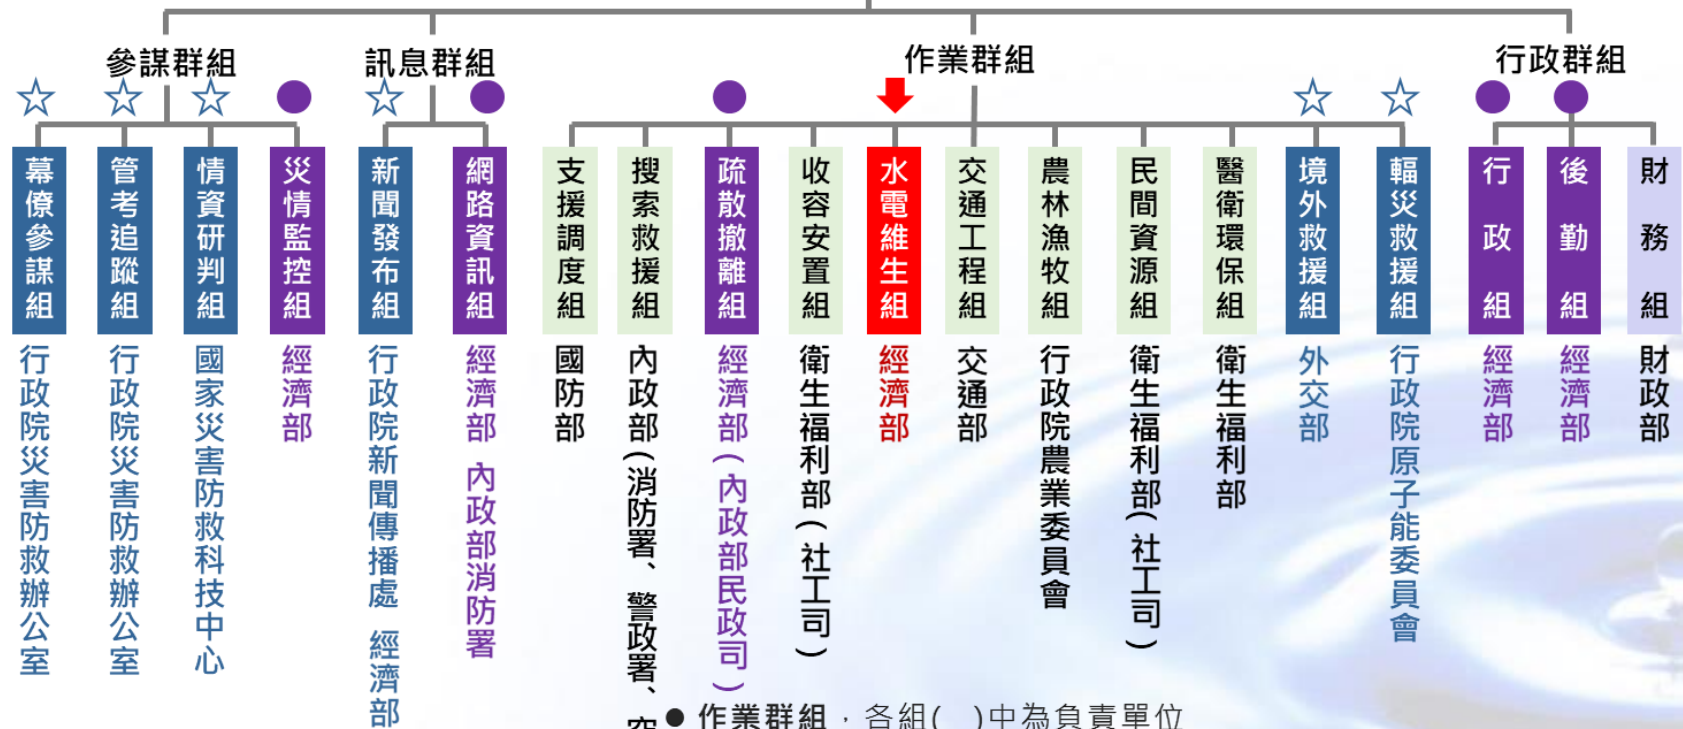 參謀群組
訊息群組
作業群組
行政群組
幕僚參謀組
行政院災害防救辦公室
管考追蹤組
行政院災害防救辦公室
情資研判組
國家災害防救科技中心
災情監控組
經濟部
新聞發布組
行政院新聞傳播處 經濟部
網路資訊組
經濟部 內政部消防署
支援調度組
國防部
搜索救援組
內政部(消防署、警政署、
疏散撤離組
經濟部(內政部民政司)
收容安置組
衛生福利部(社工司)
水電維生組
經濟部
交通工程組
交通部
農林漁牧組
行政院農業委員會
民間資源組
衛生福利部(社工司)
醫衛環保組
衛生福利部
境外救援組
外交部
輻災救援組
行政院原子能委員會
行政組
經濟部
後勤組
經濟部
財務組
財政部
● 作業群組，各組( )中為負責單位